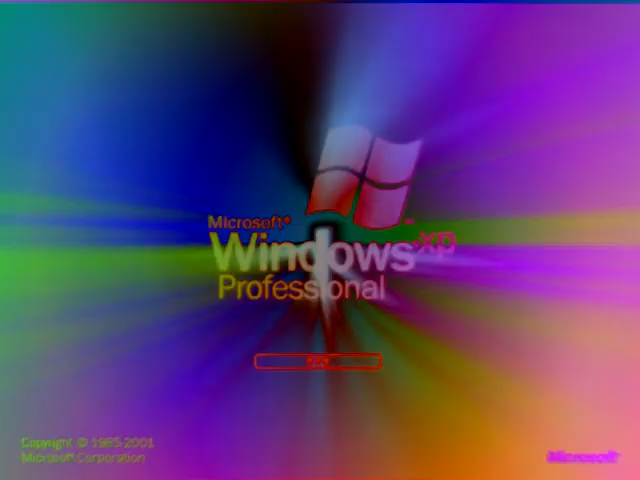 Microsoft®
Windows xp
Professional
Copyright © 1985-2001
Microsoft Corporation
Microsoft